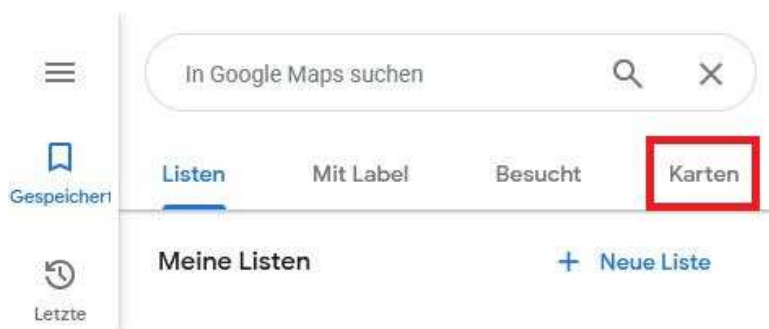 In Google Maps suchen
Gespeichert
Listen Mit Label Besucht Karten
Meine Listen + Neue Liste
Letzte